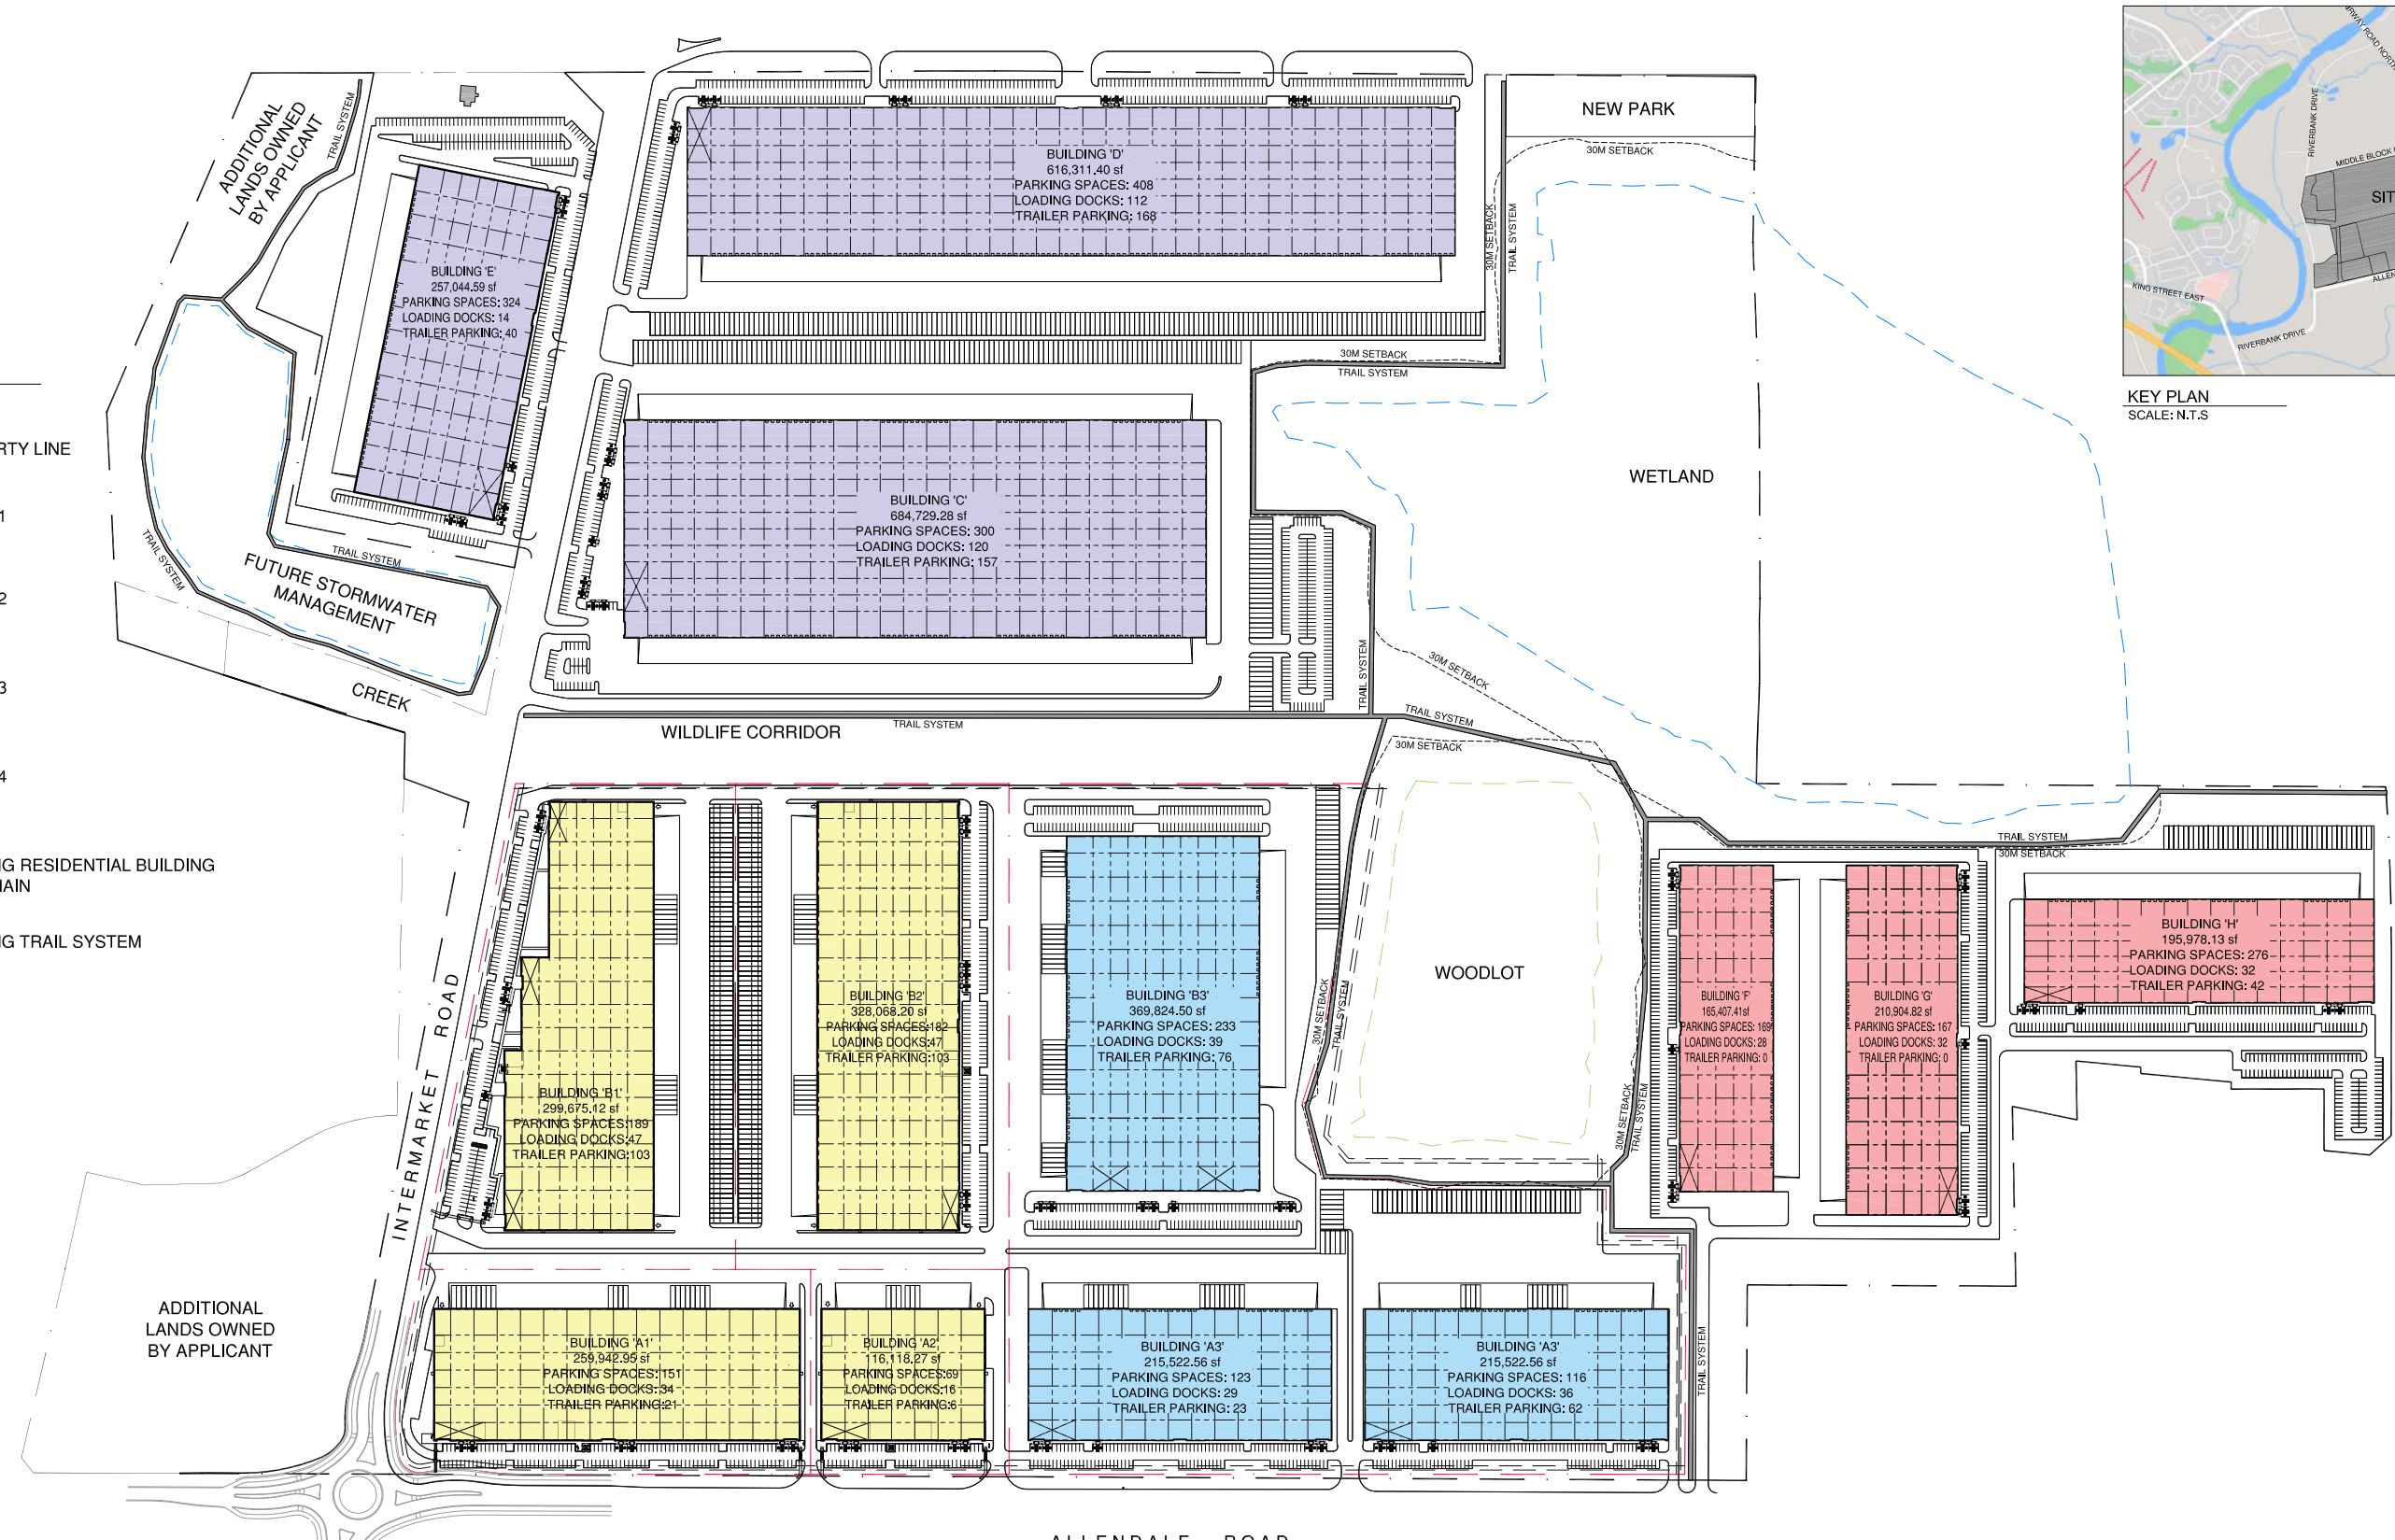 ADDITIONAL
LANDS OWNED
BY APPLICANT
TRAIL SYSTEM
BUILDING 'E'
257,044.59 sf
PARKING SPACES: 324
LOADING DOCKS: 14
TRAILER PARKING: 40
BUILDING 'D'
616,311.40 sf
PARKING SPACES: 408
LOADING DOCKS: 112
TRAILER PARKING: 168
NEW PARK
30M SETBACK
30M SETBACK
TRAIL SYSTEM
30M SETBACK
TRAIL SYSTEM
RIVERBANK DRIVE
MIDDLE BLOCK
SIT
ALLEN
KING STREET EAST
RIVERBANK DRIVE
KEY PLAN
SCALE: N.T.S
RTY LINE
1
2
3
4
NG RESIDENTIAL BUILDING
MAIN
NG TRAIL SYSTEM
BUILDING 'C'
684,729.28 sf
PARKING SPACES: 300
LOADING DOCKS: 120
TRAILER PARKING: 157
WETLAND
TRAIL SYSTEM
TRAIL SYSTEM
FUTURE STORMWATER
MANAGEMENT
CREEK
WILDLIFE CORRIDOR
TRAIL SYSTEM
TRAIL SYSTEM
30M SETBACK
TRAIL SYSTEM
30M SETBACK
INTERMARKET ROAD
BUILDING 'B1'
299,675.12 sf
PARKING SPACES:189
LOADING DOCKS:47
TRAILER PARKING:103
BUILDING 'B2'
328,068.20 sf
PARKING SPACES:182
LOADING DOCKS:47
TRAILER PARKING:103
BUILDING 'B3'
369,824.50 sf
PARKING SPACES: 233
LOADING DOCKS: 39
TRAILER PARKING: 76
30M SETBACK
TRAIL SYSTEM
WOODLOT
30M SETBACK
TRAIL SYSTEM
TRAIL SYSTEM
30M SETBACK
BUILDING 'F'
165,407.41sf
PARKING SPACES: 169
LOADING DOCKS: 28
TRAILER PARKING: 0
BUILDING 'G'
210,904.82 sf
PARKING SPACES: 167
LOADING DOCKS: 32
TRAILER PARKING: 0
BUILDING 'H'
195,978.13 sf
PARKING SPACES: 276
LOADING DOCKS: 32
TRAILER PARKING: 42
ADDITIONAL
LANDS OWNED
BY APPLICANT
BUILDING 'A1'
259,942.95 sf
PARKING SPACES:151
LOADING DOCKS:34
TRAILER PARKING:21
BUILDING 'A2'
116,118.27 sf
PARKING SPACES:69
LOADING DOCKS:16
TRAILER PARKING:6
BUILDING 'A3'
215,522.56 sf
PARKING SPACES: 123
LOADING DOCKS: 29
TRAILER PARKING: 23
BUILDING 'A3'
215,522.56 sf
PARKING SPACES: 116
LOADING DOCKS: 36
TRAILER PARKING: 62
TRAIL SYSTEM
ALLENDALE ROAD